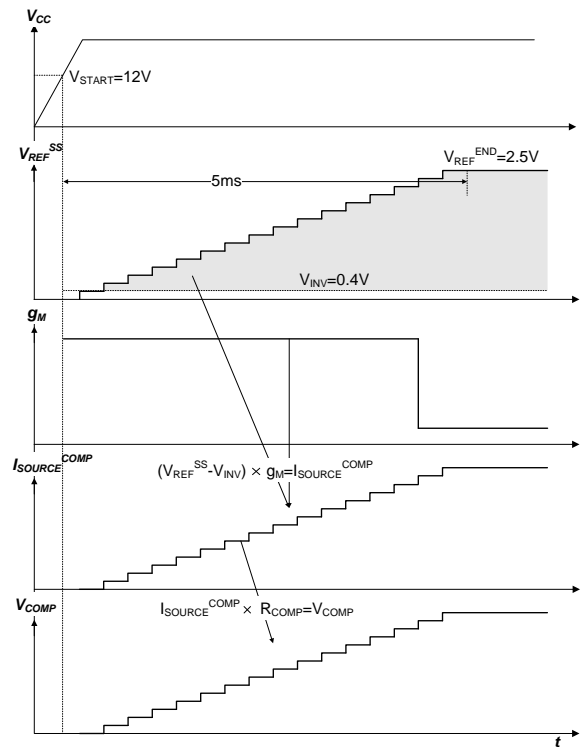 V_CC
V_START=12V
V_REF^SS
V_REF^END=2.5V
5ms
V_INV=0.4V
g_M
I_SOURCE^COMP
(V_REF^SS-V_INV) × g_M=I_SOURCE^COMP
V_COMP
I_SOURCE^COMP × R_COMP=V_COMP
t